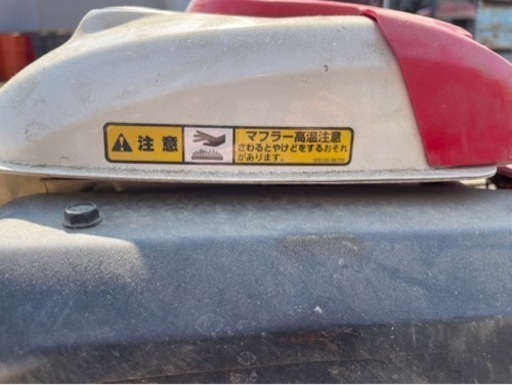 注意
マフラー高温注意
さわるとやけどをするおそれ
があります。